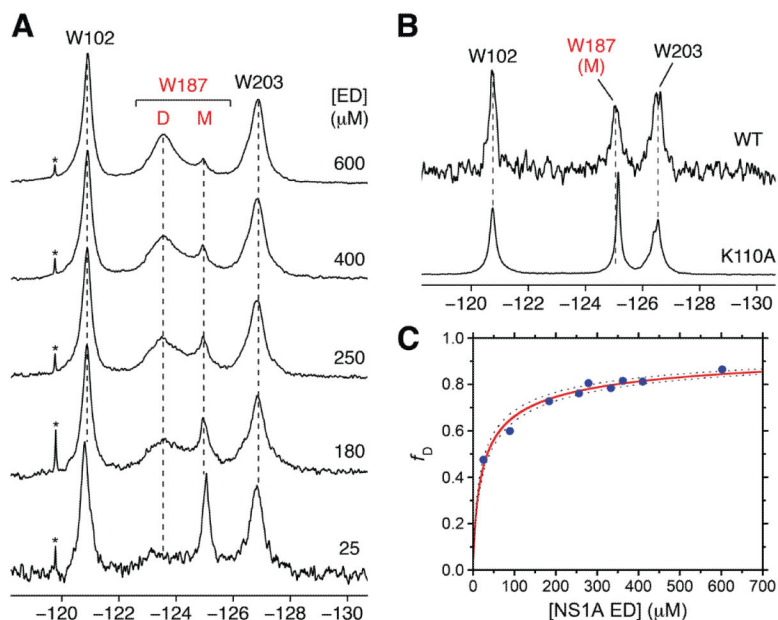 A
W102
W187
D
M
W203
[ED]
(μM)
*
600
*
400
*
250
*
180
*
25
−120 −122 −124 −126 −128 −130
B
W102
W187
(M)
W203
WT
K110A
−120 −122 −124 −126 −128 −130
C
1.0
0.8
0.6
0.4
0.2
0.0
f_D
0 100 200 300 400 500 600 700
[NS1A ED] (μM)